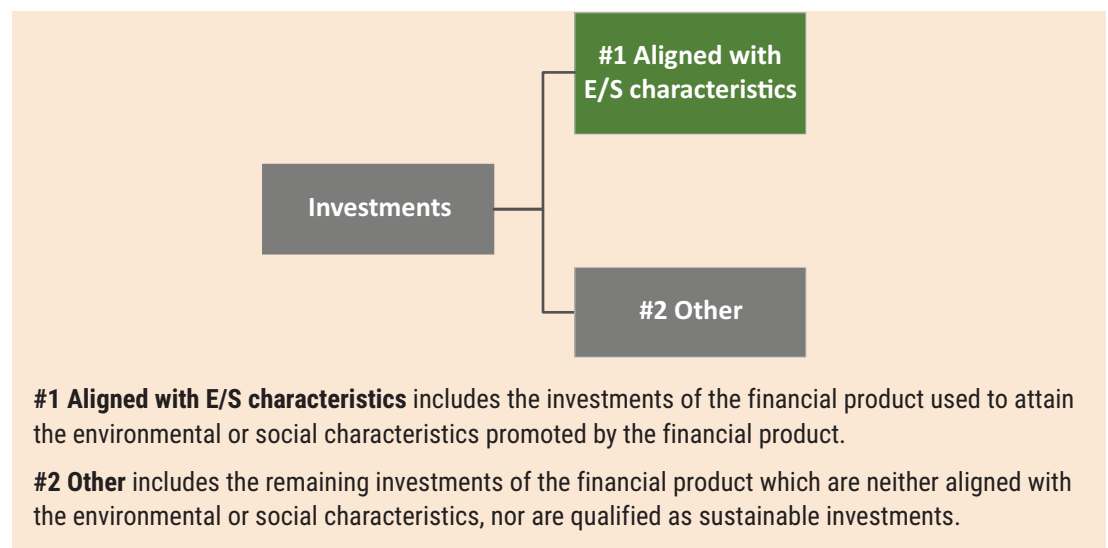 #1 Aligned with
E/S characteristics
Investments
#2 Other
#1 Aligned with E/S characteristics includes the investments of the financial product used to attain
the environmental or social characteristics promoted by the financial product.
#2 Other includes the remaining investments of the financial product which are neither aligned with
the environmental or social characteristics, nor are qualified as sustainable investments.